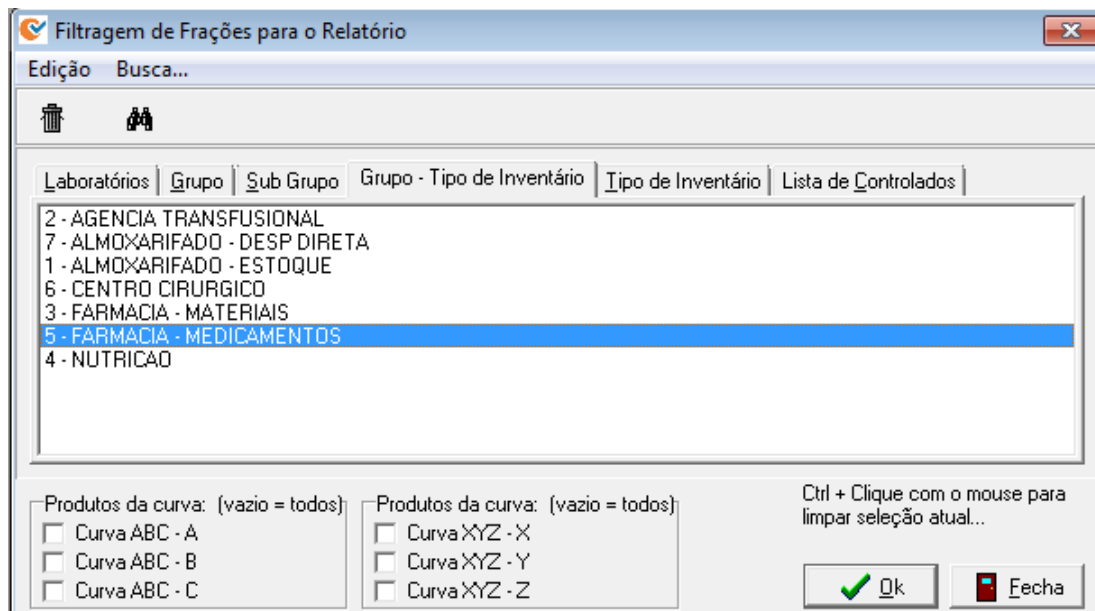 Filtragem de Frações para o Relatório
Edição Busca...
Laboratórios Grupo Sub Grupo Grupo - Tipo de Inventário Tipo de Inventário Lista de Controlados
2 - AGENCIA TRANSFUSIONAL
7 - ALMOXARIFADO - DESP DIRETA
1 - ALMOXARIFADO - ESTOQUE
6 - CENTRO CIRURGICO
3 - FARMACIA - MATERIAIS
5 - FARMACIA - MEDICAMENTOS
4 - NUTRICAO
Produtos da curva: (vazio = todos)
Curva ABC - A
Curva ABC - B
Curva ABC - C
Produtos da curva: (vazio = todos)
Curva XYZ - X
Curva XYZ - Y
Curva XYZ - Z
Ctrl + Clique com o mouse para
limpar seleção atual...
Ok Fecha